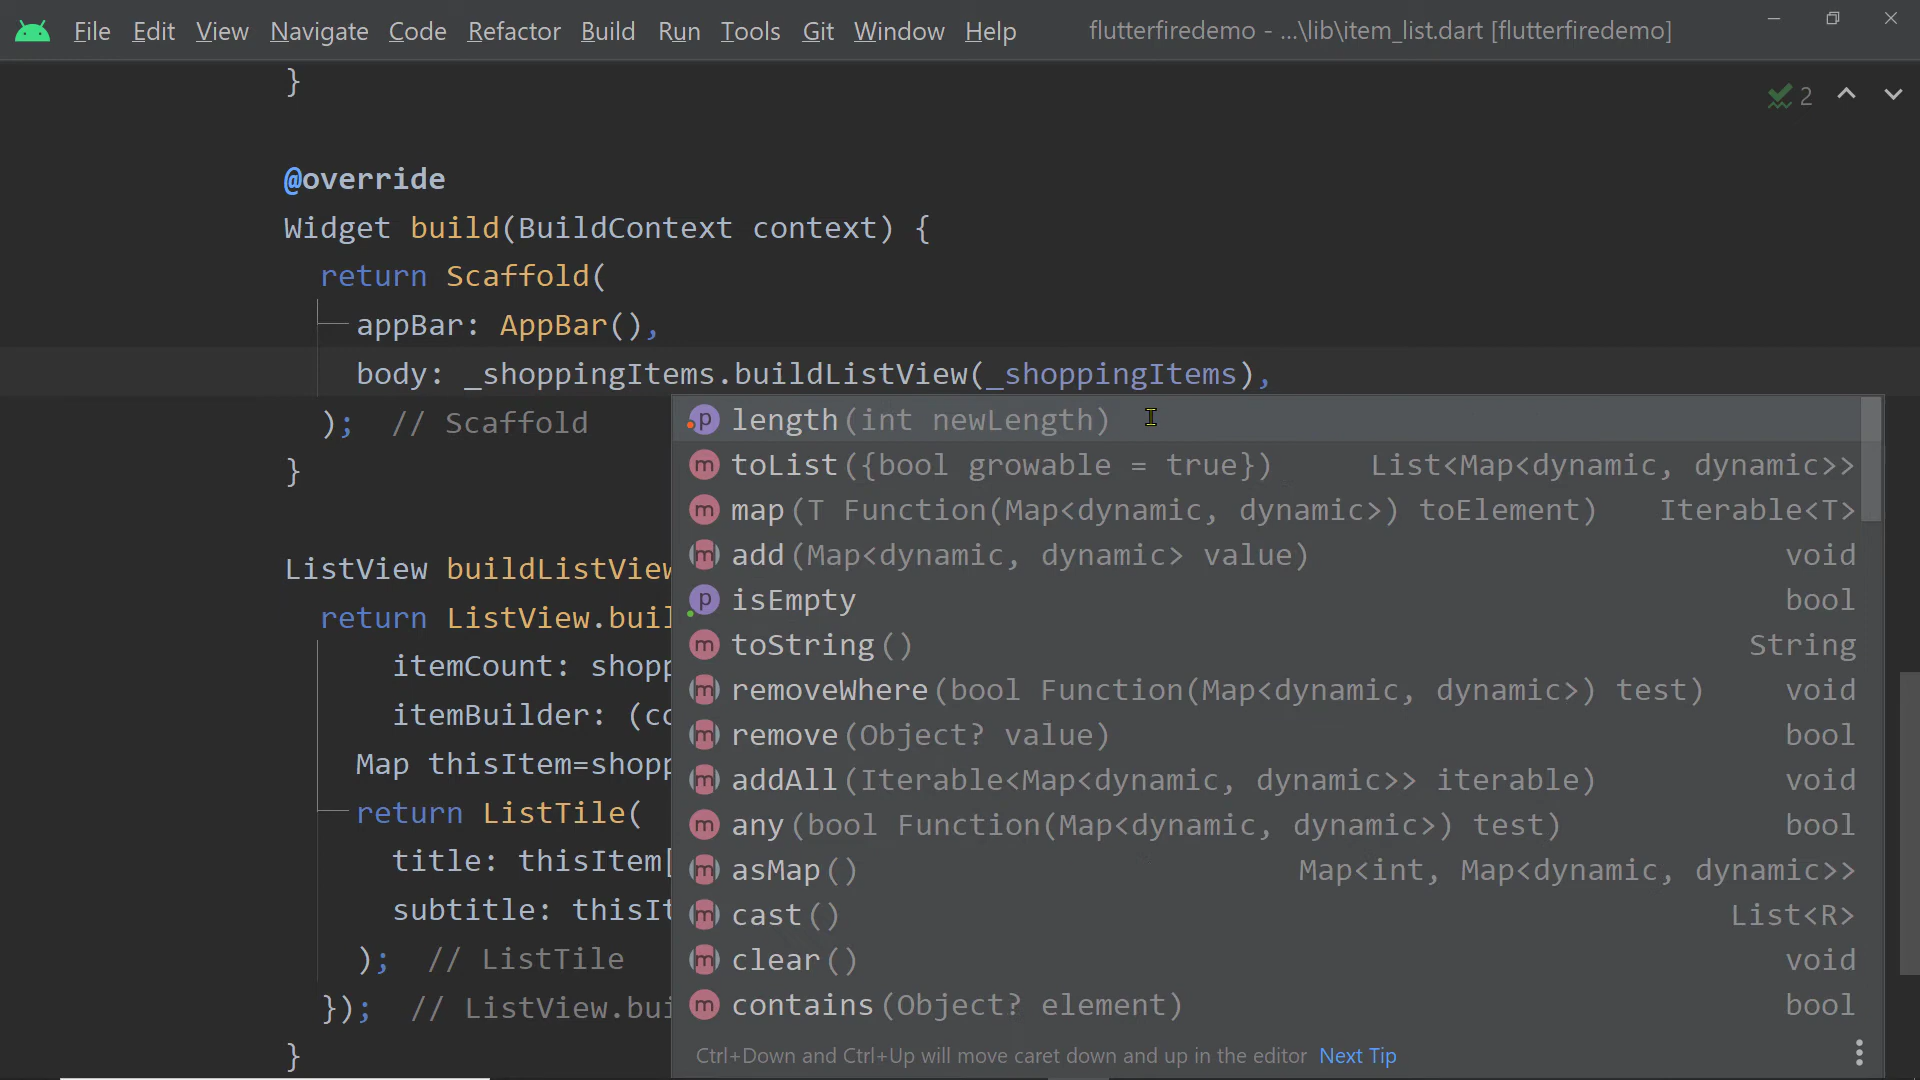 File Edit View Navigate Code Refactor Build Run Tools Git Window Help flutterfiredemo - ...\lib\item_list.dart [flutterfiredemo]
}
2
@override
Widget build(BuildContext context) {
return Scaffold(
appBar: AppBar(),
body: _shoppingItems.buildListView(_shoppingItems),
); // Scaffold
}
ListView buildListView
return ListView.buil
itemCount: shopp
itemBuilder: (co
Map thisItem=shopp
return ListTile(
title: thisItem[
subtitle: thisIt
); // ListTile
}); // ListView.bui
}
length(int newLength)
toList({bool growable = true}) List<Map<dynamic, dynamic>>
map(T Function(Map<dynamic, dynamic>) toElement) Iterable<T>
add(Map<dynamic, dynamic> value) void
isEmpty bool
toString() String
removeWhere(bool Function(Map<dynamic, dynamic>) test) void
remove(Object? value) bool
addAll(Iterable<Map<dynamic, dynamic>> iterable) void
any(bool Function(Map<dynamic, dynamic>) test) bool
asMap() Map<int, Map<dynamic, dynamic>>
cast() List<R>
clear() void
contains(Object? element) bool
Ctrl+Down and Ctrl+Up will move caret down and up in the editor Next Tip